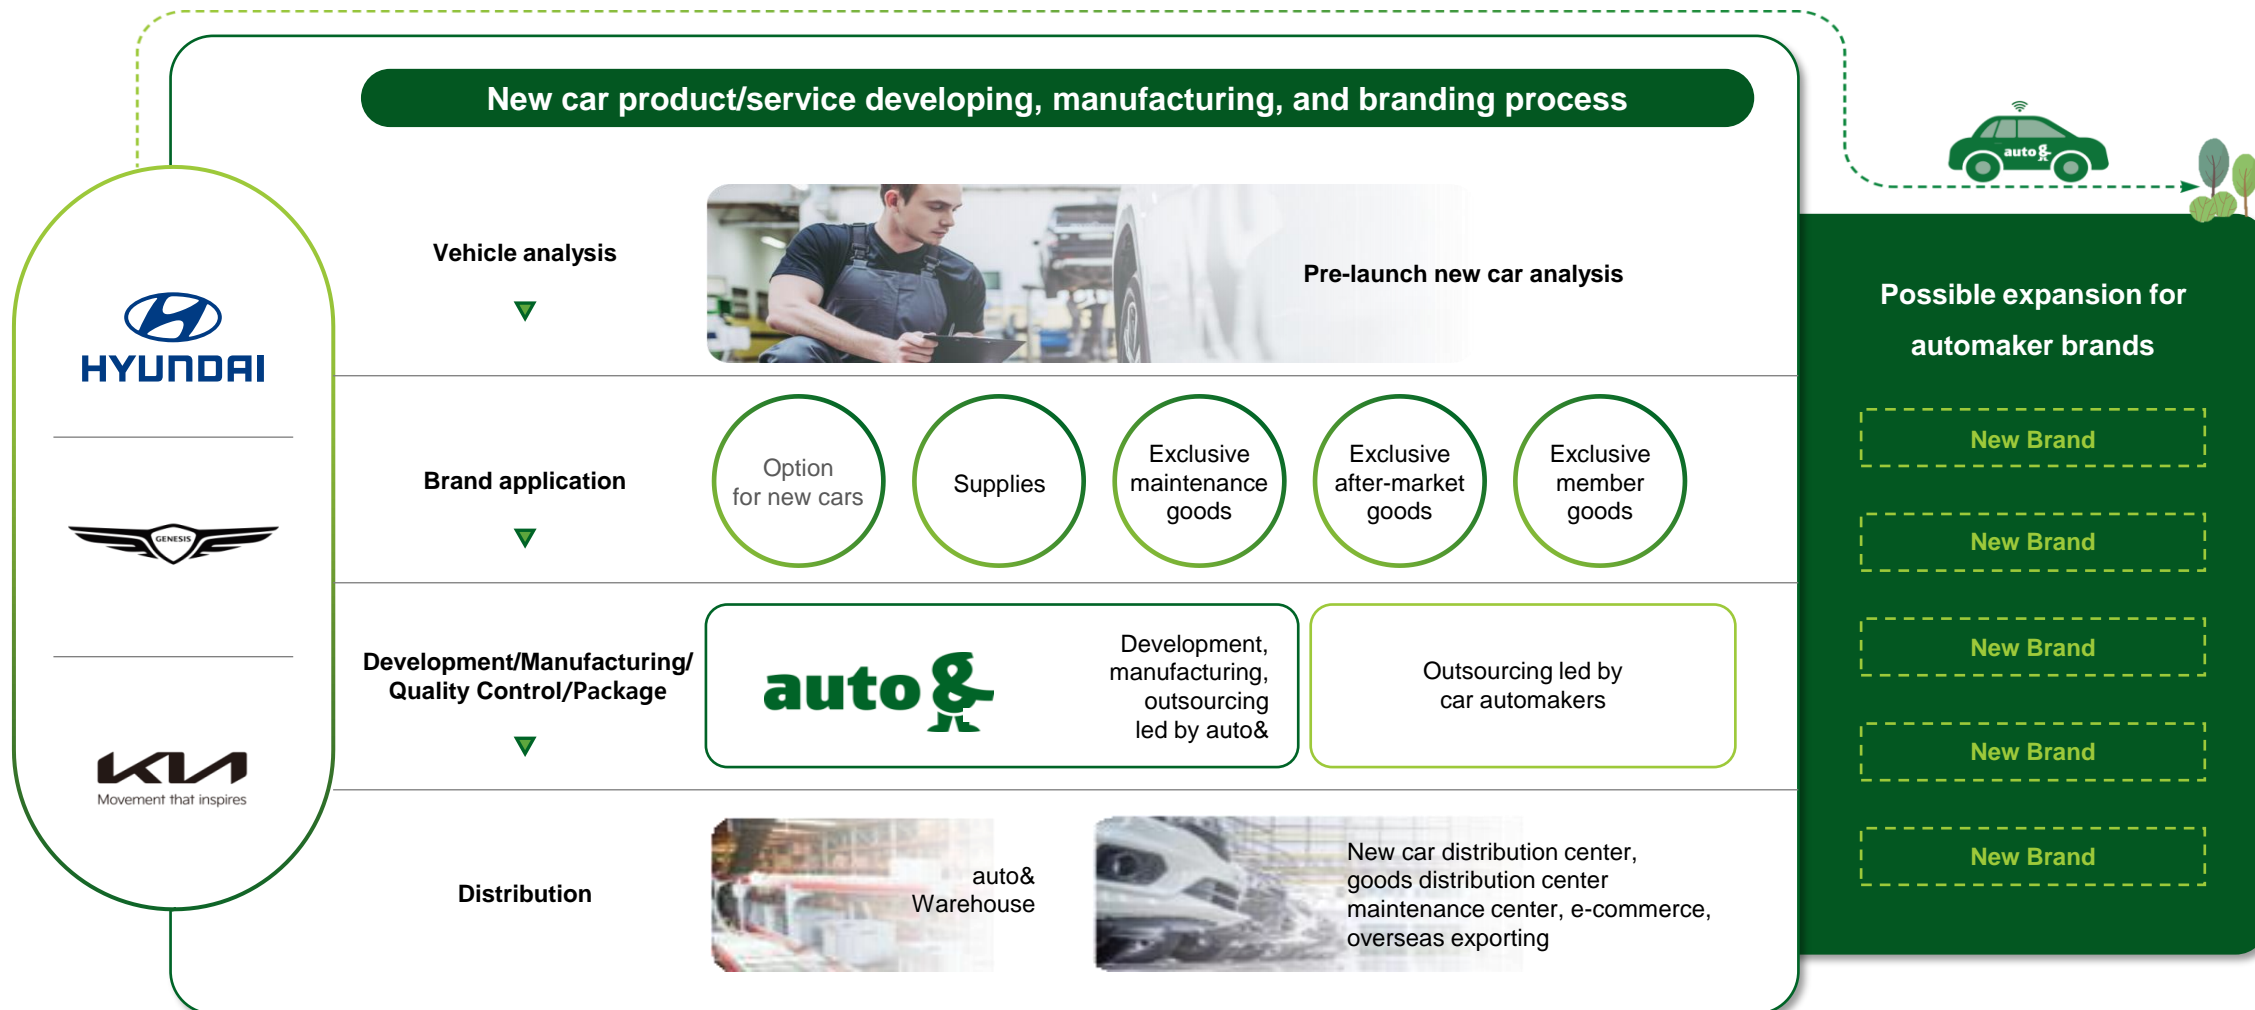 New car product/service developing, manufacturing, and branding process
auto&
HYUNDAI
GENESIS
KIA
Movement that inspires
Vehicle analysis
Pre-launch new car analysis
Brand application
Option
for new cars
Supplies
Exclusive
maintenance
goods
Exclusive
after-market
goods
Exclusive
member
goods
Development/Manufacturing/
Quality Control/Package
auto&
Development,
manufacturing,
outsourcing
led by auto&
Outsourcing led by
car automakers
Distribution
auto&
Warehouse
New car distribution center,
goods distribution center
maintenance center, e-commerce,
overseas exporting
Possible expansion for
automaker brands
New Brand
New Brand
New Brand
New Brand
New Brand